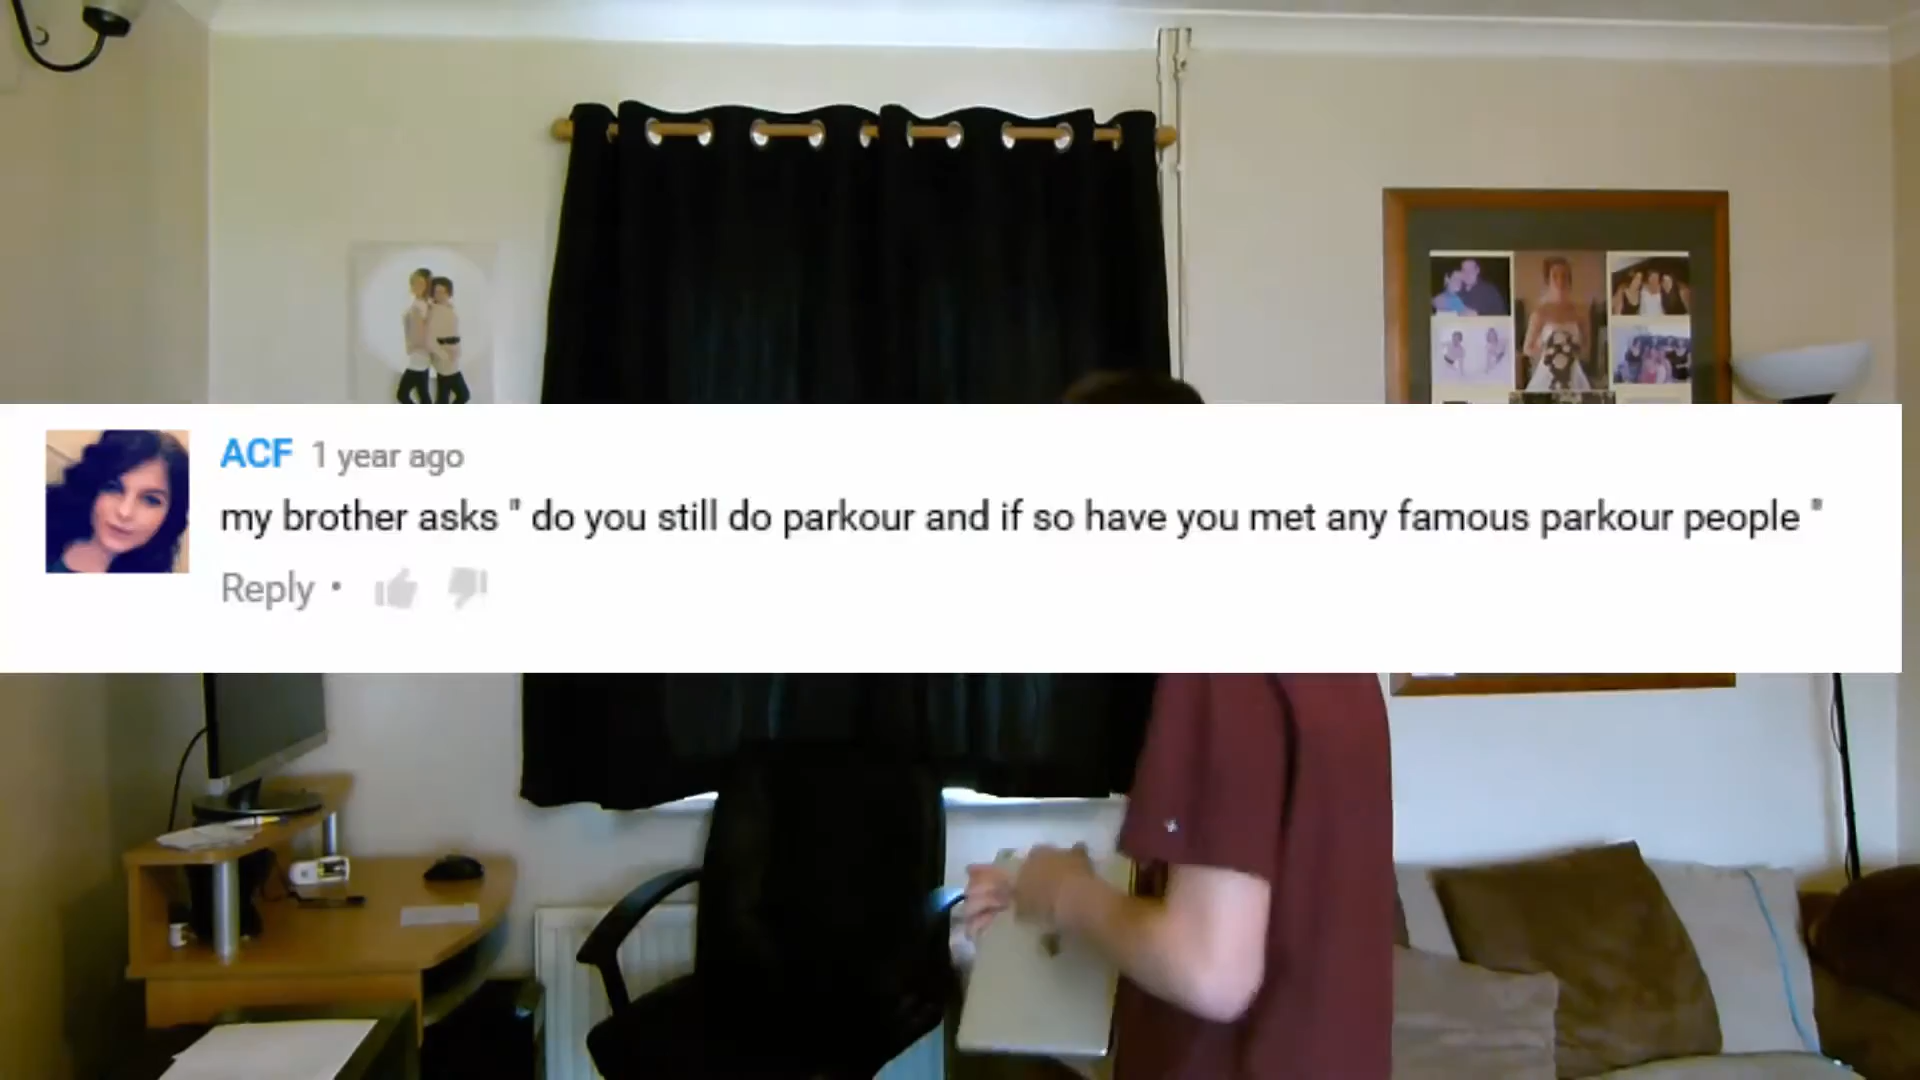 ACF 1 year ago
my brother asks " do you still do parkour and if so have you met any famous parkour people "
Reply •